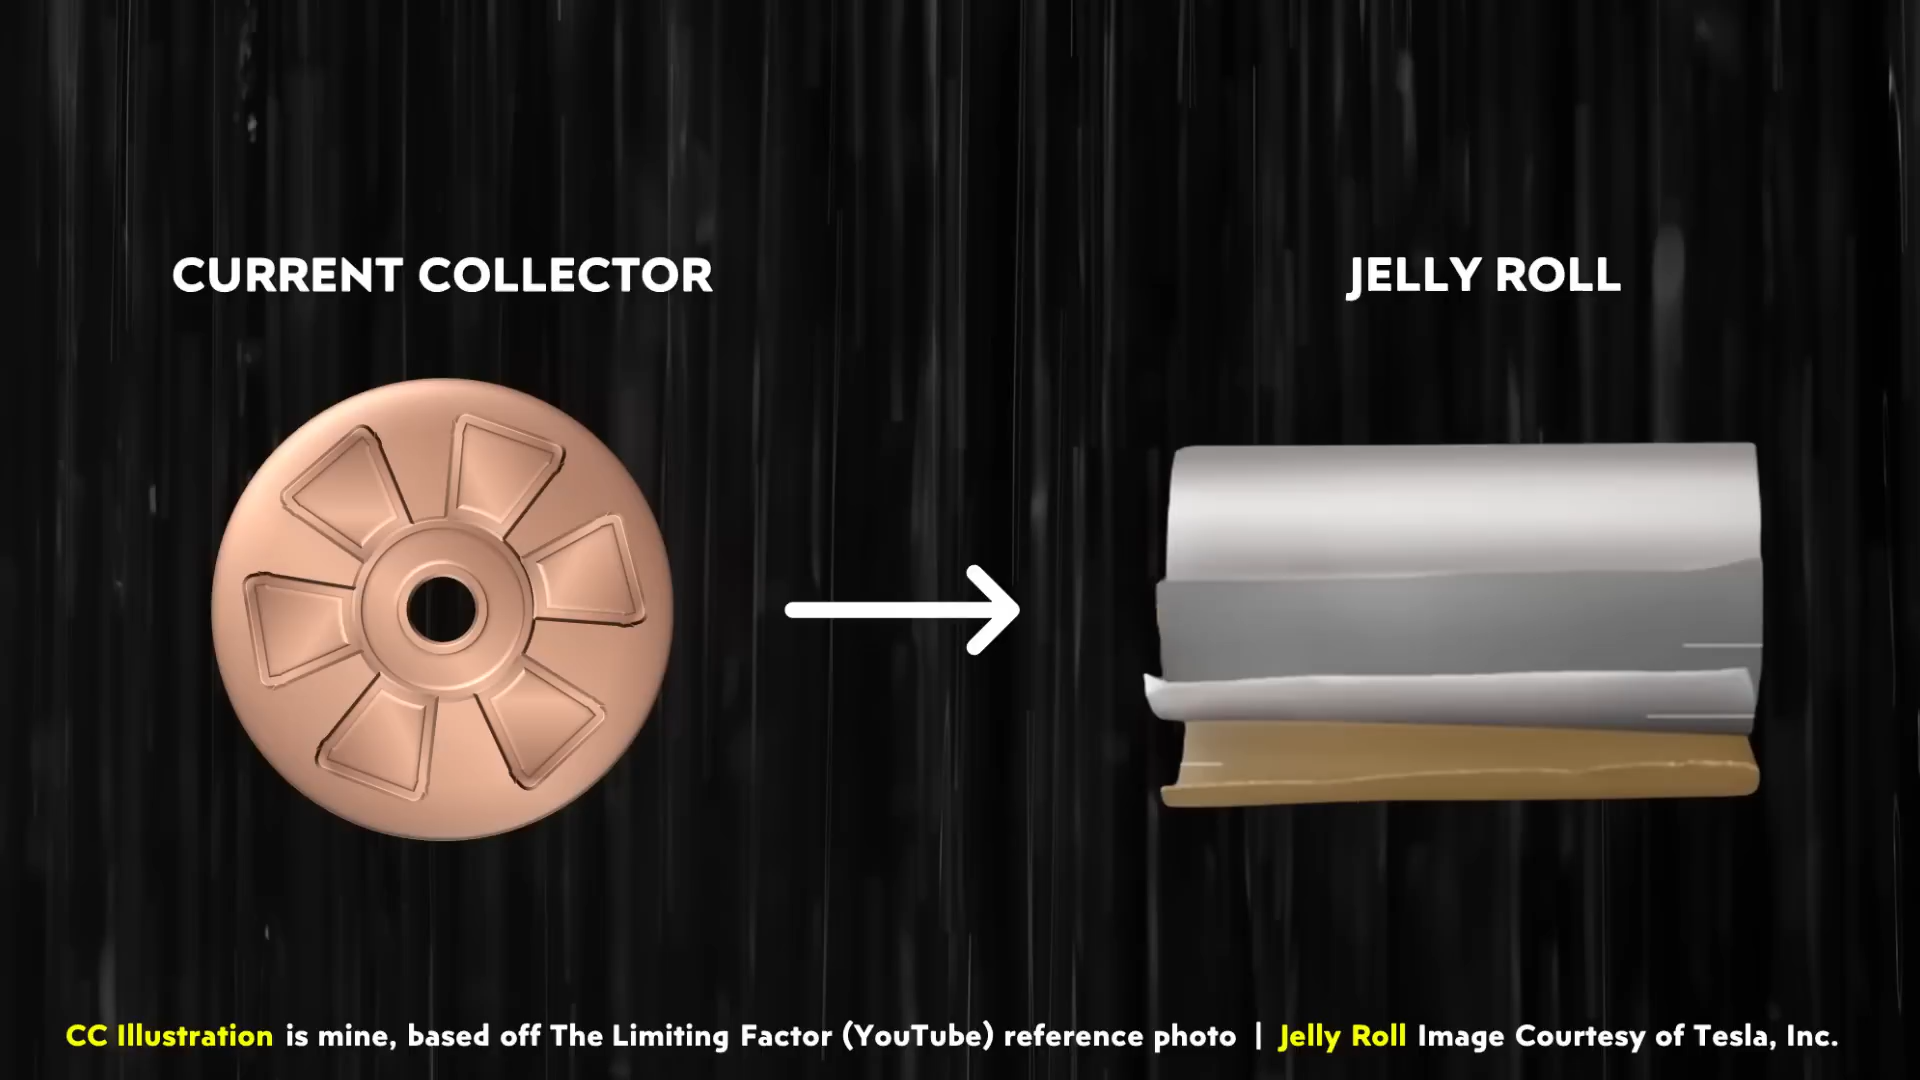 CURRENT COLLECTOR
JELLY ROLL
CC Illustration is mine, based off The Limiting Factor (YouTube) reference photo | Jelly Roll Image Courtesy of Tesla, Inc.